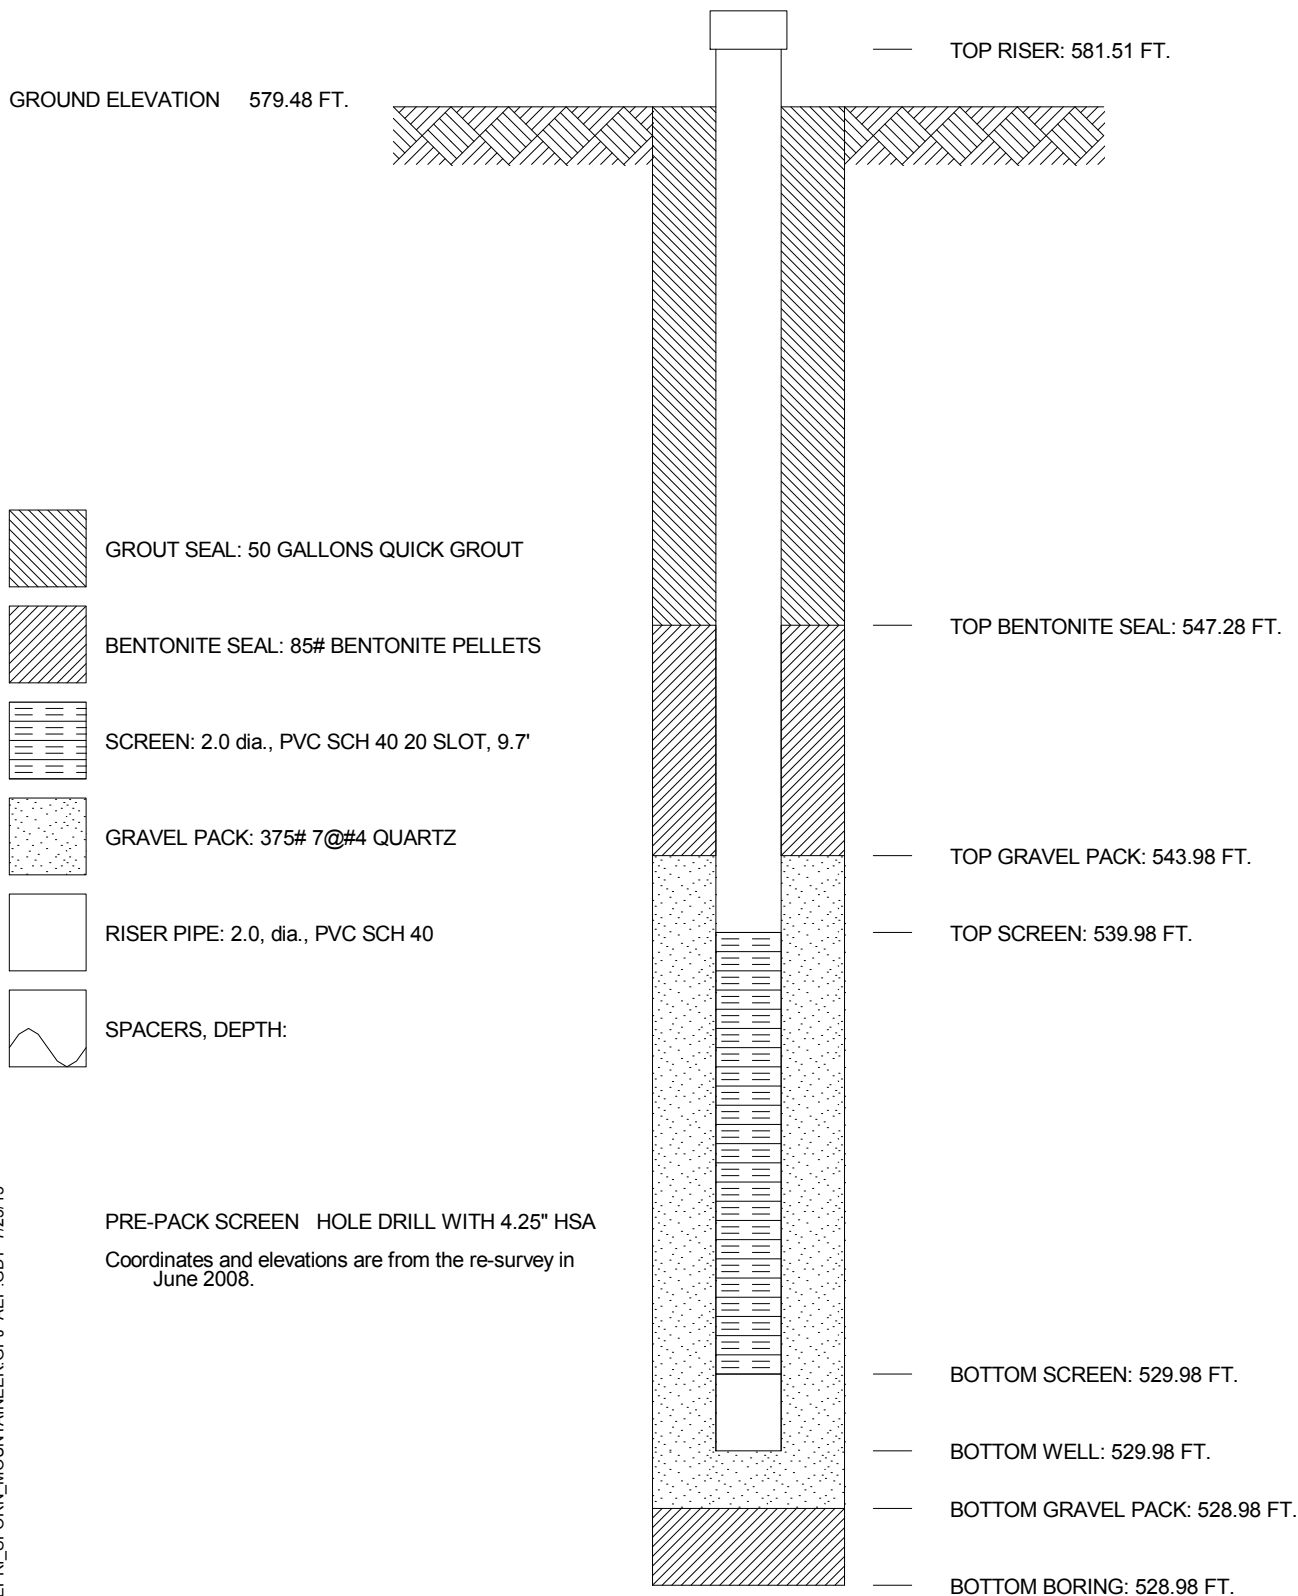 TOP RISER: 581.51 FT.
GROUND ELEVATION 579.48 FT.
GROUT SEAL: 50 GALLONS QUICK GROUT
TOP BENTONITE SEAL: 547.28 FT.
BENTONITE SEAL: 85# BENTONITE PELLETS
SCREEN: 2.0 dia., PVC SCH 40 20 SLOT, 9.7'
GRAVEL PACK: 375# 7@#4 QUARTZ
TOP GRAVEL PACK: 543.98 FT.
RISER PIPE: 2.0, dia., PVC SCH 40
TOP SCREEN: 539.98 FT.
SPACERS, DEPTH:
PRE-PACK SCREEN HOLE DRILL WITH 4.25" HSA
Coordinates and elevations are from the re-survey in
June 2008.
BOTTOM SCREEN: 529.98 FT.
BOTTOM WELL: 529.98 FT.
BOTTOM GRAVEL PACK: 528.98 FT.
BOTTOM BORING: 528.98 FT.